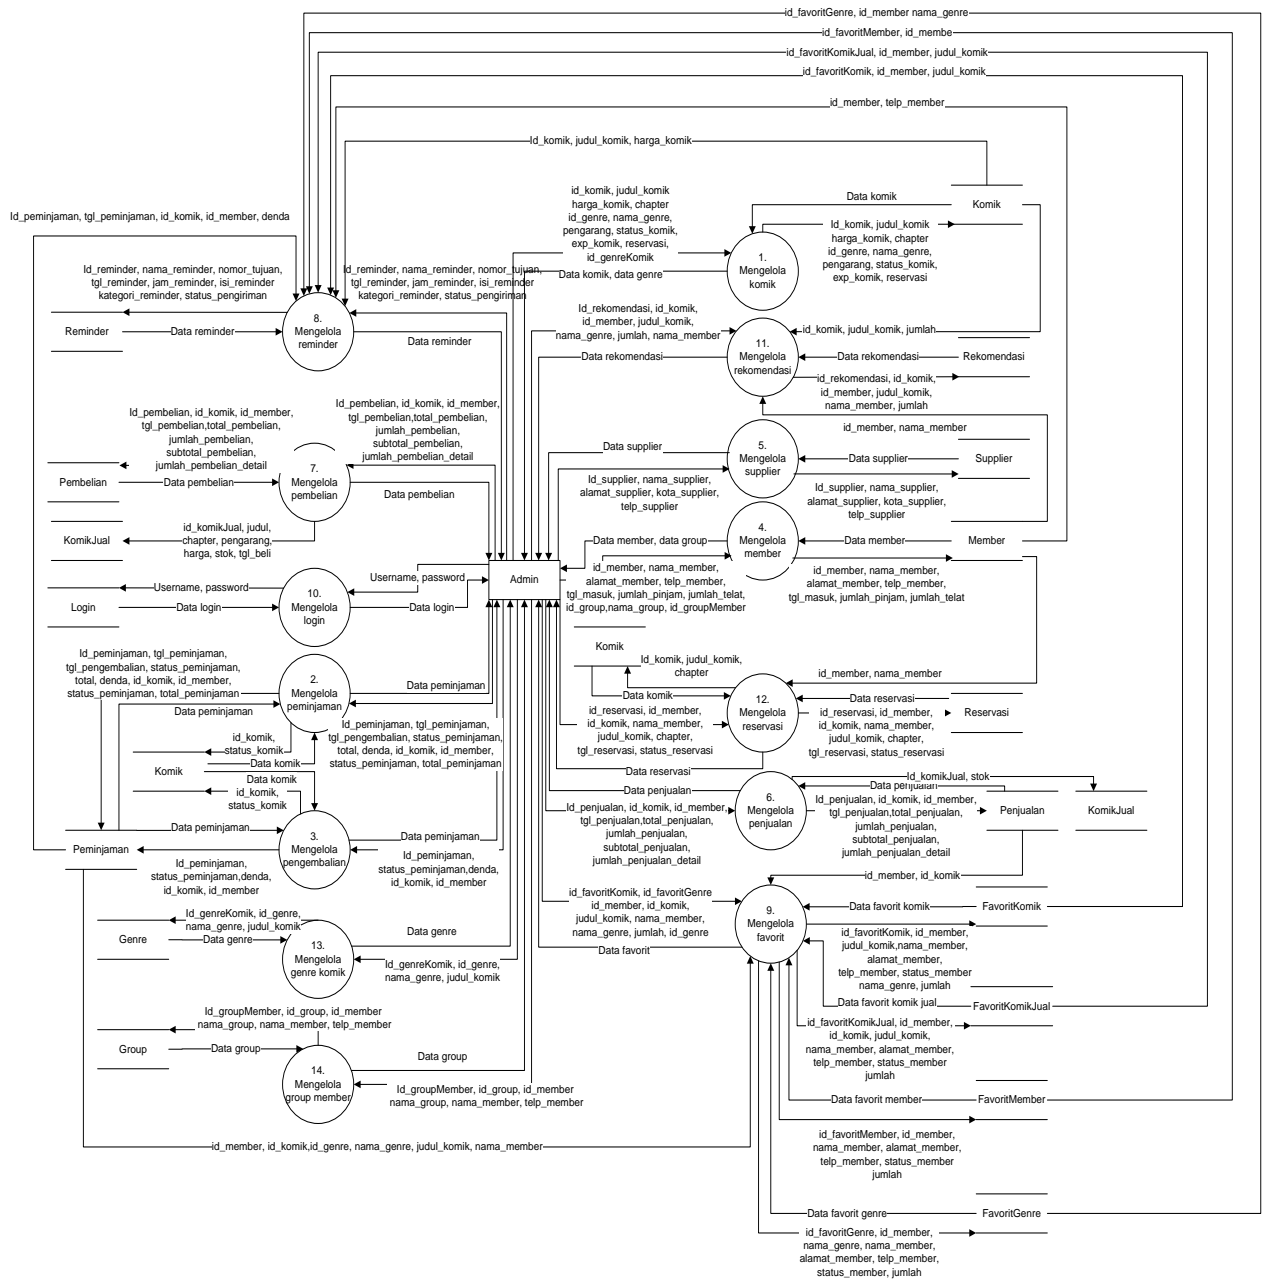 id_favoritGenre, id_member nama_genre
id_favoritMember, id_membe
id_favoritKomikJual, id_member, judul_komik
id_favoritKomik, id_member, judul_komik
id_member, telp_member
Id_komik, judul_komik, harga_komik
Id_peminjaman, tgl_peminjaman, id_komik, id_member, denda
id_komik, judul_komik
harga_komik, chapter
id_genre, nama_genre,
pengarang, status_komik,
exp_komik, reservasi,
id_genreKomik
Data komik, data genre
Data komik
Komik
1.
Mengelola
komik
Id_komik, judul_komik
harga_komik, chapter
id_genre, nama_genre,
pengarang, status_komik,
exp_komik, reservasi
Id_reminder, nama_reminder, nomor_tujuan,
tgl_reminder, jam_reminder, isi_reminder
kategori_reminder, status_pengiriman
Id_reminder, nama_reminder, nomor_tujuan,
tgl_reminder, jam_reminder, isi_reminder
kategori_reminder, status_pengiriman
Reminder
Data reminder
8.
Mengelola
reminder
Data reminder
Id_rekomendasi, id_komik,
id_member, judul_komik,
nama_genre, jumlah, nama_member
Data rekomendasi
11.
Mengelola
rekomendasi
id_komik, judul_komik, jumlah
Data rekomendasi
Rekomendasi
id_rekomendasi, id_komik,
id_member, judul_komik,
nama_member, jumlah
id_member, nama_member
Id_pembelian, id_komik, id_member,
tgl_pembelian,total_pembelian,
jumlah_pembelian,
subtotal_pembelian,
jumlah_pembelian_detail
Id_pembelian, id_komik, id_member,
tgl_pembelian,total_pembelian,
jumlah_pembelian,
subtotal_pembelian,
jumlah_pembelian_detail
Pembelian
Data pembelian
7.
Mengelola
pembelian
Data pembelian
KomikJual
id_komikJual, judul,
chapter, pengarang,
harga, stok, tgl_beli
Data supplier
5.
Mengelola
supplier
Data supplier
Supplier
Id_supplier, nama_supplier,
alamat_supplier, kota_supplier,
telp_supplier
Id_supplier, nama_supplier,
alamat_supplier, kota_supplier,
telp_supplier
Data member, data group
4.
Mengelola
member
Data member
Member
id_member, nama_member,
alamat_member, telp_member,
tgl_masuk, jumlah_pinjam, jumlah_telat,
id_group,nama_group, id_groupMember
id_member, nama_member,
alamat_member, telp_member,
tgl_masuk, jumlah_pinjam, jumlah_telat
Admin
Username, password
Username, password
Login
Data login
10.
Mengelola
login
Data login
Id_peminjaman, tgl_peminjaman,
tgl_pengembalian, status_peminjaman,
total, denda, id_komik, id_member,
status_peminjaman, total_peminjaman
Data peminjaman
2.
Mengelola
peminjaman
Data peminjaman
Id_peminjaman, tgl_peminjaman,
tgl_pengembalian, status_peminjaman,
total, denda, id_komik, id_member,
status_peminjaman, total_peminjaman
id_komik,
status_komik
Data komik
Komik
Data komik
id_komik,
status_komik
Komik
Id_komik, judul_komik,
chapter
Data komik
id_reservasi, id_member,
id_komik, nama_member,
judul_komik, chapter,
tgl_reservasi, status_reservasi
Data reservasi
12.
Mengelola
reservasi
id_member, nama_member
Data reservasi
id_reservasi, id_member,
id_komik, nama_member,
judul_komik, chapter,
tgl_reservasi, status_reservasi
Reservasi
Peminjaman
Data peminjaman
3.
Mengelola
pengembalian
Data peminjaman
Id_peminjaman,
status_peminjaman,denda,
id_komik, id_member
Id_peminjaman,
status_peminjaman,denda,
id_komik, id_member
Data penjualan
Id_penjualan, id_komik, id_member,
tgl_penjualan,total_penjualan,
jumlah_penjualan,
subtotal_penjualan,
jumlah_penjualan_detail
6.
Mengelola
penjualan
Id_komikJual, stok
Data penjualan
Id_penjualan, id_komik, id_member,
tgl_penjualan,total_penjualan,
jumlah_penjualan,
subtotal_penjualan,
jumlah_penjualan_detail
Penjualan
KomikJual
id_member, id_komik
id_favoritKomik, id_favoritGenre
id_member, id_komik,
judul_komik, nama_member,
nama_genre, jumlah, id_genre
Data favorit
9.
Mengelola
favorit
Data favorit komik
FavoritKomik
id_favoritKomik, id_member,
judul_komik,nama_member,
alamat_member,
telp_member, status_member
nama_genre, jumlah
Id_genreKomik, id_genre,
nama_genre, judul_komik
Genre
Data genre
13.
Mengelola
genre komik
Data genre
Id_genreKomik, id_genre,
nama_genre, judul_komik
Data favorit komik jual
FavoritKomikJual
id_favoritKomikJual, id_member,
id_komik, judul_komik,
nama_member, alamat_member,
telp_member, status_member
jumlah
Id_groupMember, id_group, id_member
nama_group, nama_member, telp_member
Group
Data group
14.
Mengelola
group member
Data group
Id_groupMember, id_group, id_member
nama_group, nama_member, telp_member
Data favorit member
FavoritMember
id_favoritMember, id_member,
nama_member, alamat_member,
telp_member, status_member
jumlah
id_member, id_komik,id_genre, nama_genre, judul_komik, nama_member
Data favorit genre
FavoritGenre
id_favoritGenre, id_member,
nama_genre, nama_member,
alamat_member, telp_member,
status_member, jumlah